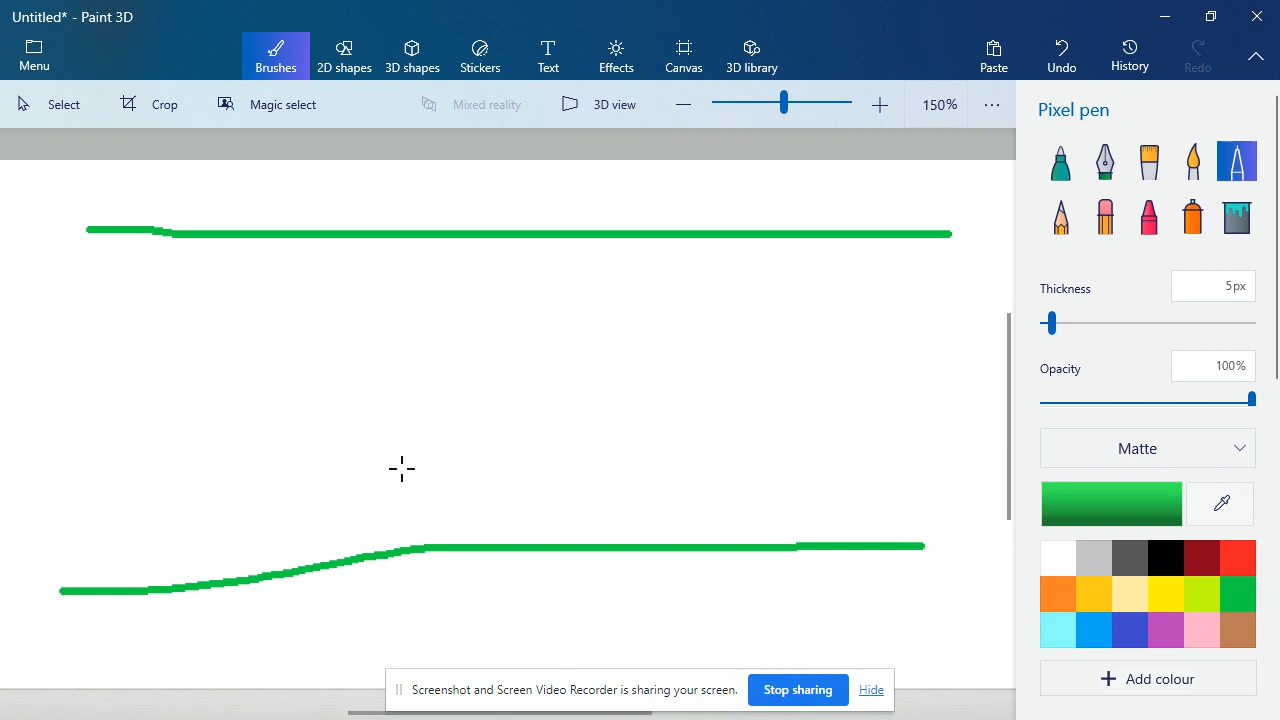 Untitled* - Paint 3D
Menu
Brushes
2D shapes
3D shapes
Stickers
Text
Effects
Canvas
3D library
Paste
Undo
History
Redo
Select
Crop
Magic select
Mixed reality
3D view
150%
Pixel pen
Thickness
5px
Opacity
100%
Matte
Add colour
Screenshot and Screen Video Recorder is sharing your screen.
Stop sharing
Hide